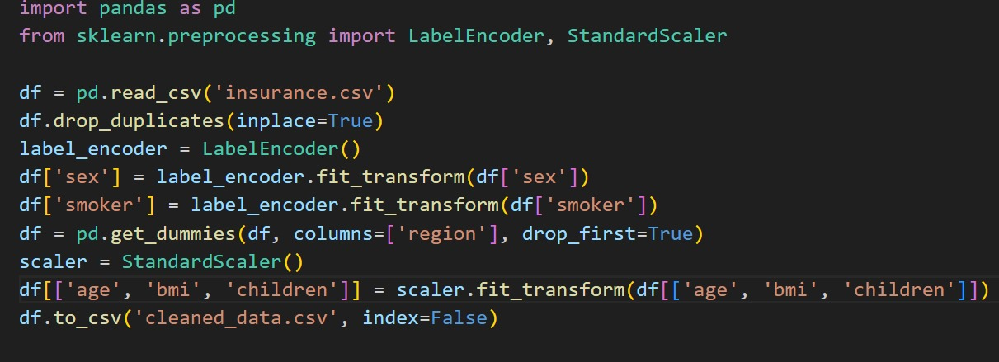 import pandas as pd
from sklearn.preprocessing import LabelEncoder, StandardScaler
df = pd.read_csv('insurance.csv')
df.drop_duplicates(inplace=True)
label_encoder = LabelEncoder()
df['sex'] = label_encoder.fit_transform(df['sex'])
df['smoker'] = label_encoder.fit_transform(df['smoker'])
df = pd.get_dummies(df, columns=['region'], drop_first=True)
scaler = StandardScaler()
df[['age', 'bmi', 'children']] = scaler.fit_transform(df[['age', 'bmi', 'children']])
df.to_csv('cleaned_data.csv', index=False)